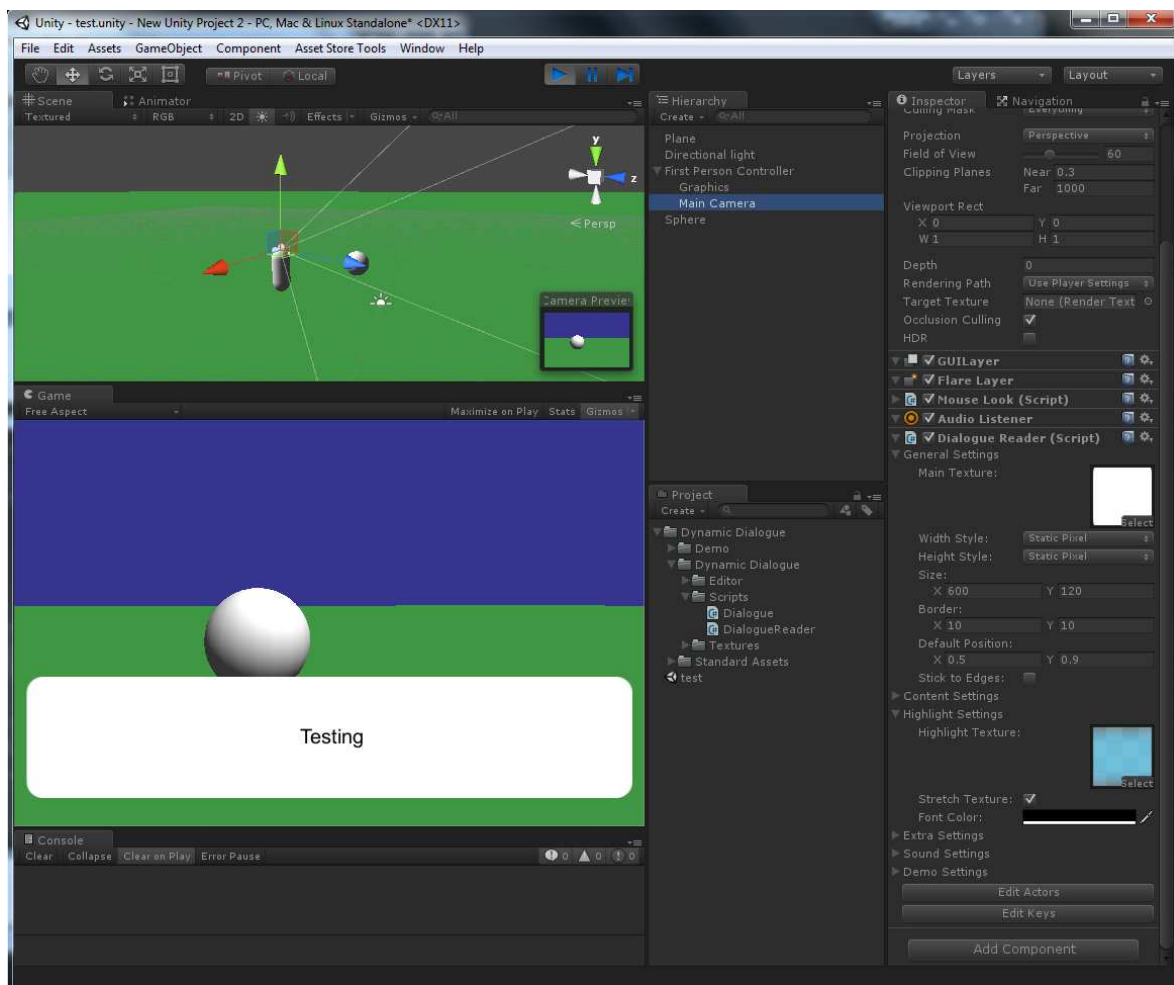 Unity - test.unity - New Unity Project 2 - PC, Mac & Linux Standalone* <DX11>
File Edit Assets GameObject Component Asset Store Tools Window Help
Pivot Local Layers Layout
Scene Animator
Textured RGB 2D Effects Gizmos All
y
z
Persp
Camera Previe
Game
Free Aspect Maximize on Play Stats Gizmos
Testing
Console
Clear Collapse Clear on Play Error Pause 0 0 0
Hierarchy
Create All
Plane
Directional light
First Person Controller
Graphics
Main Camera
Sphere
Project
Create
Dynamic Dialogue
Demo
Dynamic Dialogue
Editor
Scripts
Dialogue
DialogueReader
Textures
Standard Assets
test
Inspector Navigation
Culling Mask Everything
Projection Perspective
Field of View 60
Clipping Planes Near 0.3
Far 1000
Viewport Rect
X 0 Y 0
W 1 H 1
Depth 0
Rendering Path Use Player Settings
Target Texture None (Render Text
Occlusion Culling
HDR
GUILayer
Flare Layer
Mouse Look (Script)
Audio Listener
Dialogue Reader (Script)
General Settings
Main Texture:
Select
Width Style: Static Pixel
Height Style: Static Pixel
Size:
X 600 Y 120
Border:
X 10 Y 10
Default Position:
X 0.5 Y 0.9
Stick to Edges:
Content Settings
Highlight Settings
Highlight Texture:
Select
Stretch Texture:
Font Color:
Extra Settings
Sound Settings
Demo Settings
Edit Actors
Edit Keys
Add Component